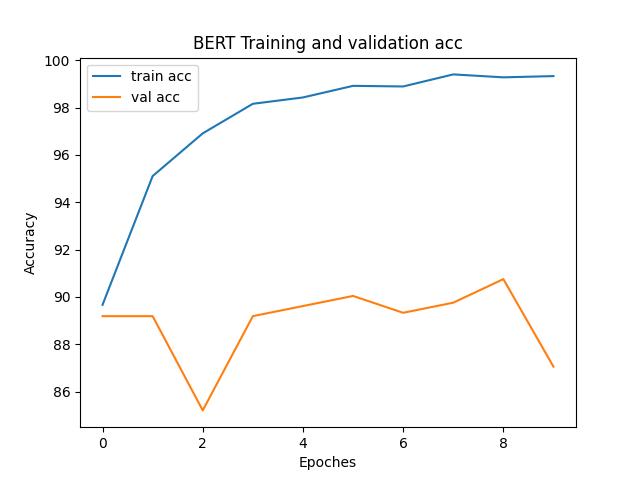 BERT Training and validation acc
train acc
val acc
Accuracy
100
98
96
94
92
90
88
86
0 2 4 6 8
Epoches